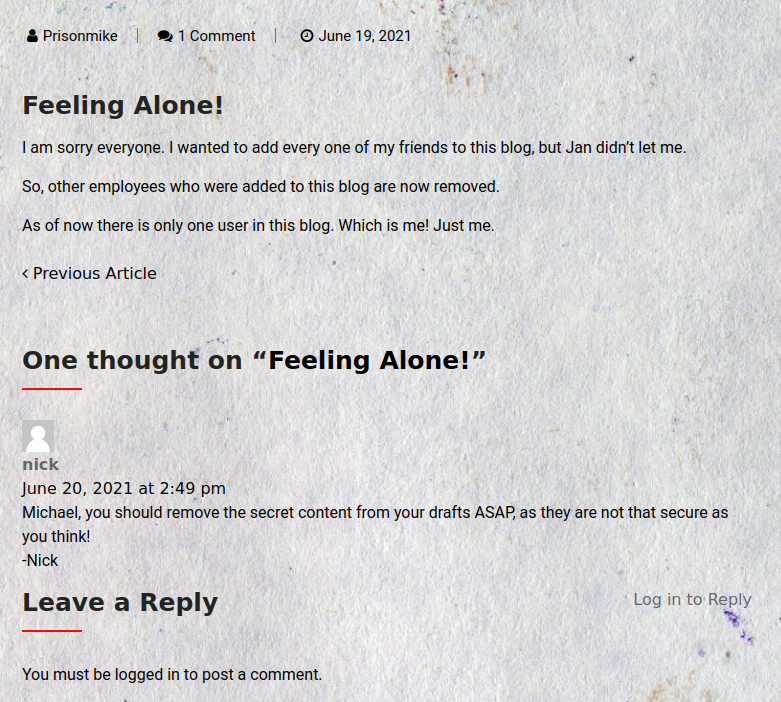 Prisonmike 1 Comment June 19, 2021
Feeling Alone!
I am sorry everyone. I wanted to add every one of my friends to this blog, but Jan didn’t let me.
So, other employees who were added to this blog are now removed.
As of now there is only one user in this blog. Which is me! Just me.
‹ Previous Article
One thought on “Feeling Alone!”
nick
June 20, 2021 at 2:49 pm
Michael, you should remove the secret content from your drafts ASAP, as they are not that secure as
you think!
-Nick
Leave a Reply Log in to Reply
You must be logged in to post a comment.